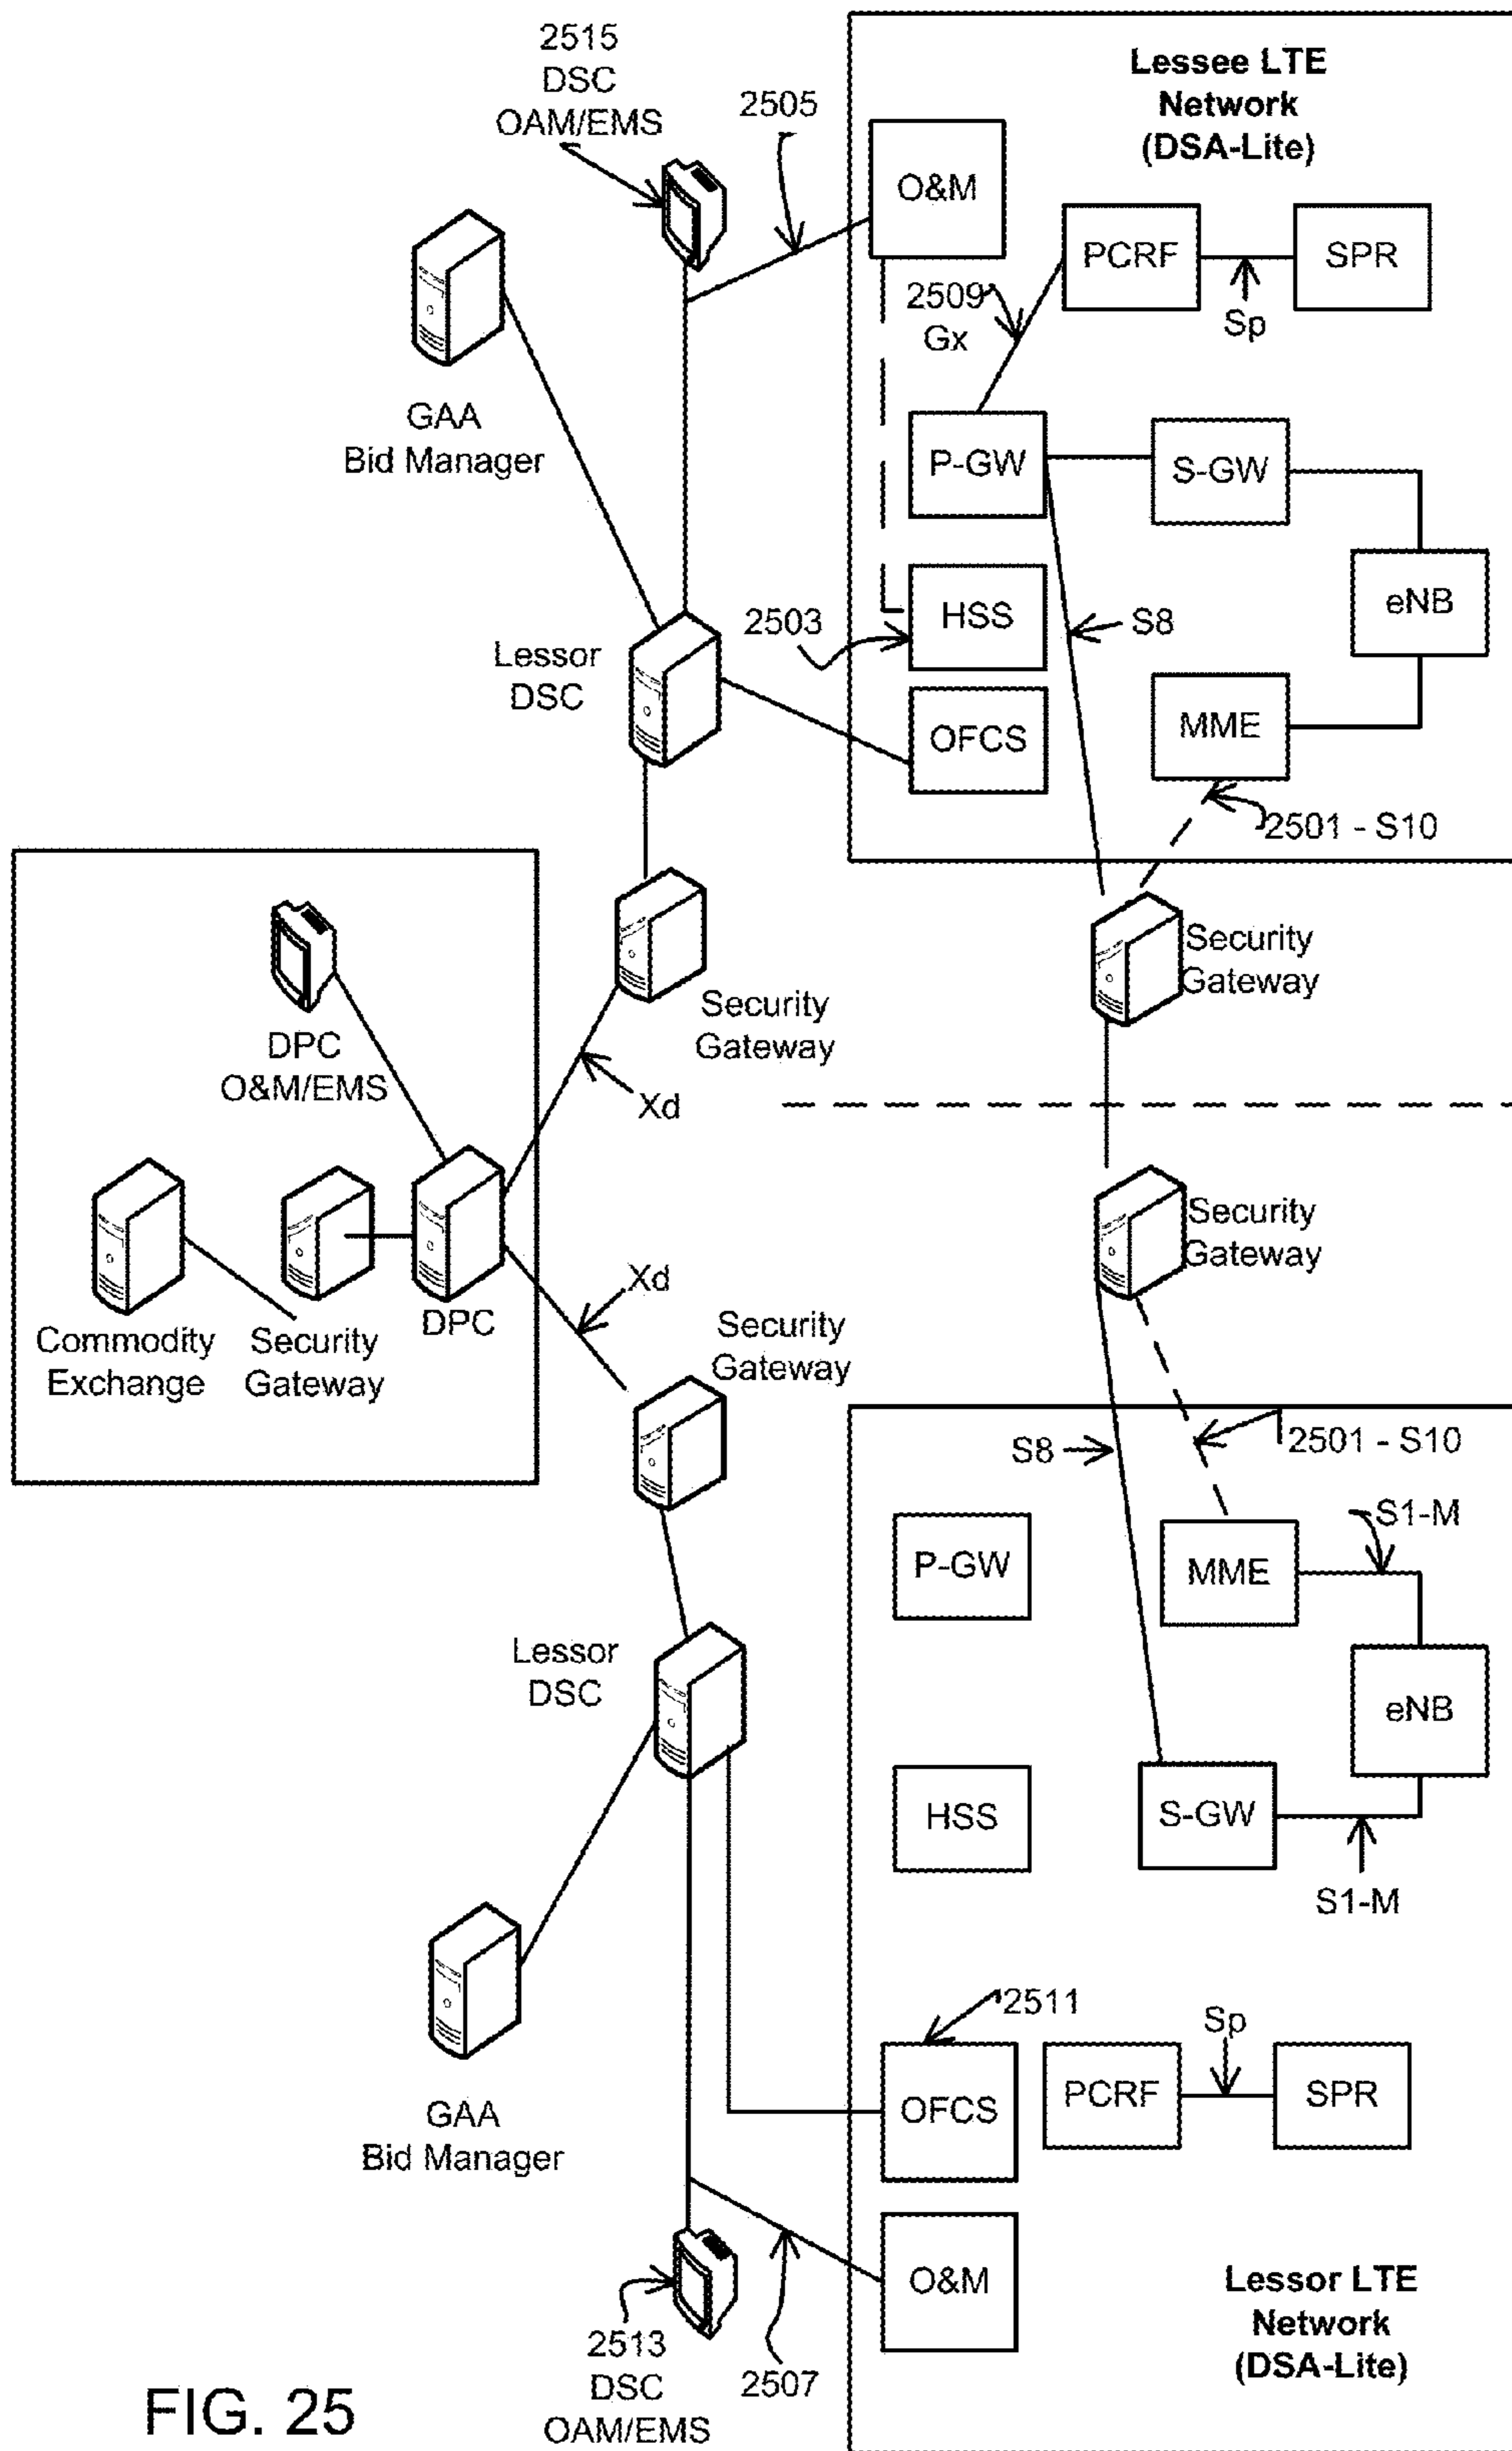 2515
DSC
OAM/EMS
2505
Lessee LTE
Network
(DSA-Lite)
O&M
PCRF
SPR
2509
Gx
Sp
GAA
Bid Manager
P-GW
S-GW
eNB
HSS
2503
S8
Lessor
DSC
OFCS
MME
2501 - S10
Security
Gateway
Security
Gateway
DPC
O&M/EMS
Xd
Xd
Commodity
Exchange
Security
Gateway
DPC
Security
Gateway
Security
Gateway
S8
2501 - S10
S1-M
P-GW
MME
Lessor
DSC
eNB
HSS
S-GW
S1-M
2511
Sp
OFCS
PCRF
SPR
GAA
Bid Manager
O&M
Lessor LTE
Network
(DSA-Lite)
2513
DSC
OAM/EMS
2507
FIG. 25